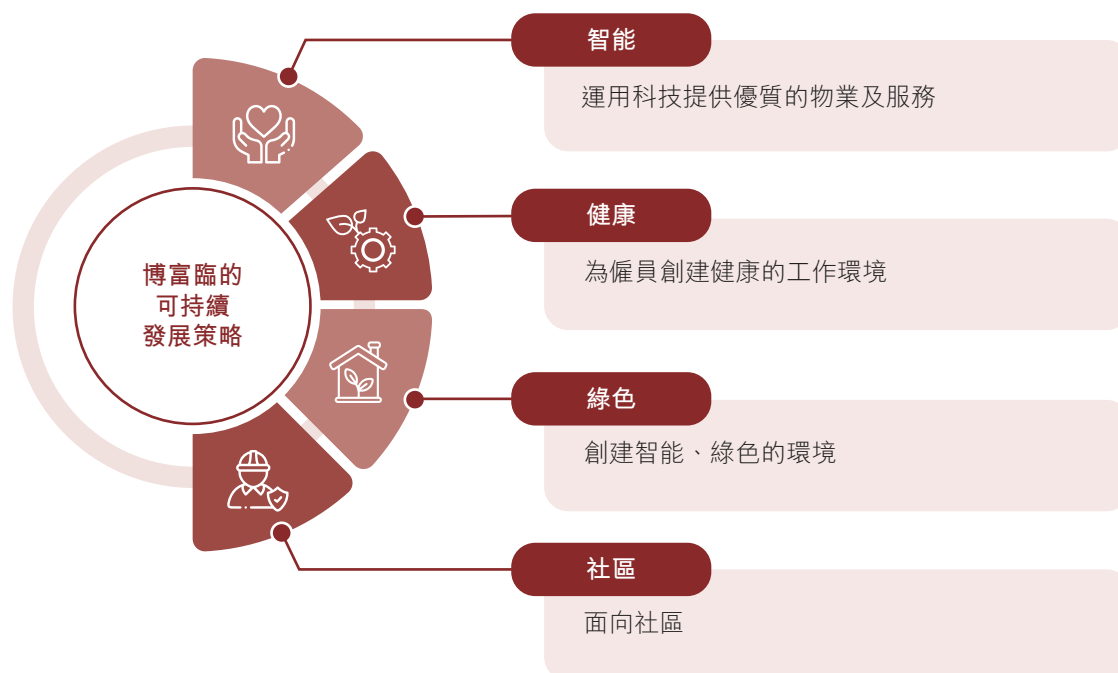 博富臨的
可持續
發展策略
智能
運用科技提供優質的物業及服務
健康
為僱員創建健康的工作環境
綠色
創建智能、綠色的環境
社區
面向社區